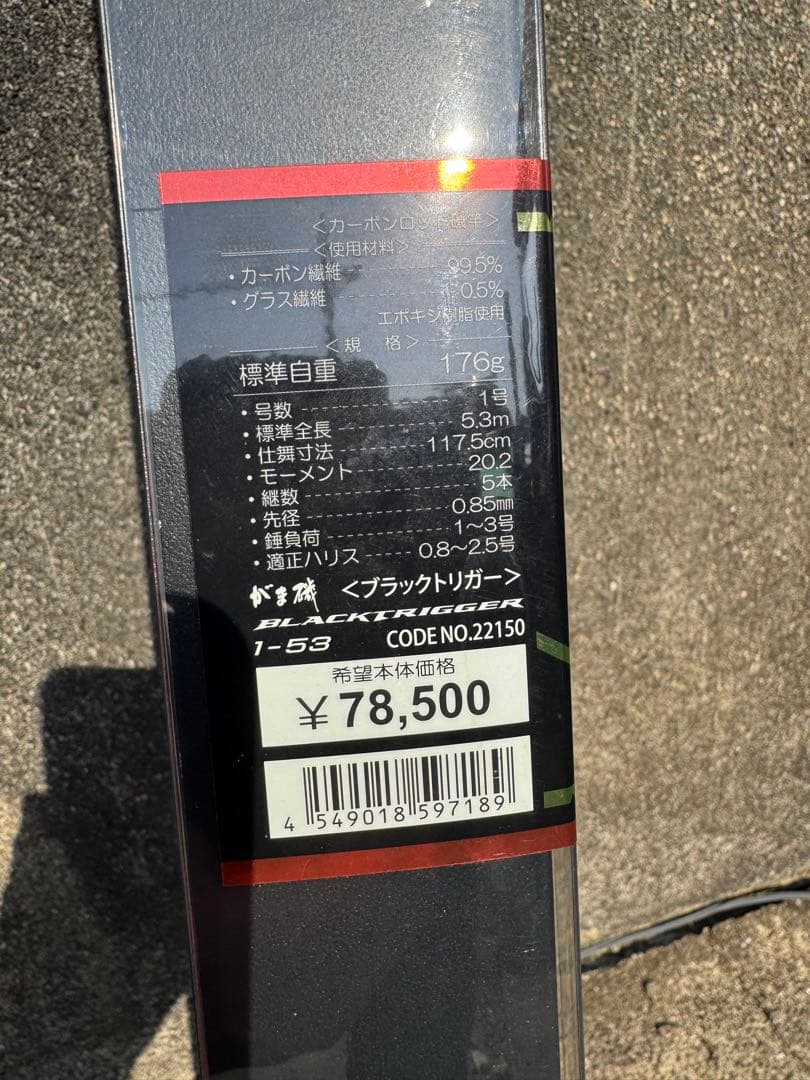 <カーボンロッド磯竿>
<使用材料>
・カーボン繊維 99.5%
・グラス繊維 0.5%
エポキシ樹脂使用
<規 格>
標準自重 176g
・号数 1号
・標準全長 5.3m
・仕舞寸法 117.5cm
・モーメント 20.2
・継数 5本
・先径 0.85mm
・錘負荷 1〜3号
・適正ハリス 0.8〜2.5号
がま磯 <ブラックトリガー>
BLACKTRIGGER
1-53 CODE NO.22150
希望本体価格
¥78,500
4 549018 597189